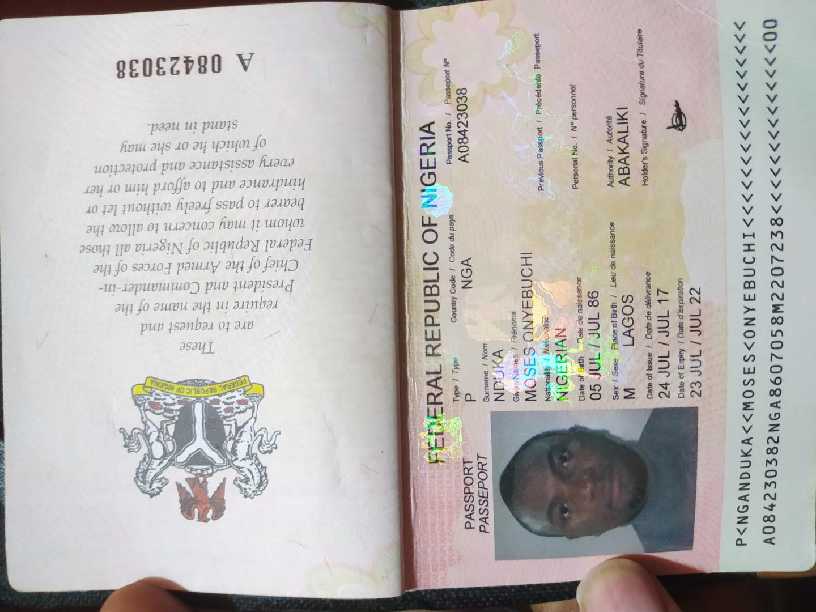 These
are to request and
require in the name of the
President and Commander-in-
Chief of the Armed Forces of the
Federal Republic of Nigeria all those
whom it may concern to allow the
bearer to pass freely without let or
hindrance and to afford him or her
every assistance and protection
of which he or she may
stand in need.
A 08423038
FEDERAL REPUBLIC OF NIGERIA
PASSPORT
PASSEPORT
Type / Type
Country Code / Code du pays
Passport No. / Passeport N°
P
NGA
A08423038
Surname / Nom
NDUKA
Given Names / Prénoms
MOSES ONYEBUCHI
Nationality / Nationalité
NIGERIAN
Previous Passport / Précédente Passeport
Date of Birth / Date de naissance
05 JUL / JUL 86
Personal No. / N° personnel
Sex / Sexe
Place of Birth / Lieu de naissance
M
LAGOS
Authority / Autorité
ABAKALIKI
Date of Issue / Date de délivrance
24 JUL / JUL 17
Holder's Signature / Signature du Titulaire
Date of Expiry / Date d'expiration
23 JUL / JUL 22
P<NGANDUKA<<MOSES<ONYEBUCHI<<<<<<<<<<<<<<<<<
A084230382NGA8607058M2207238<<<<<<<<<<<<<<00